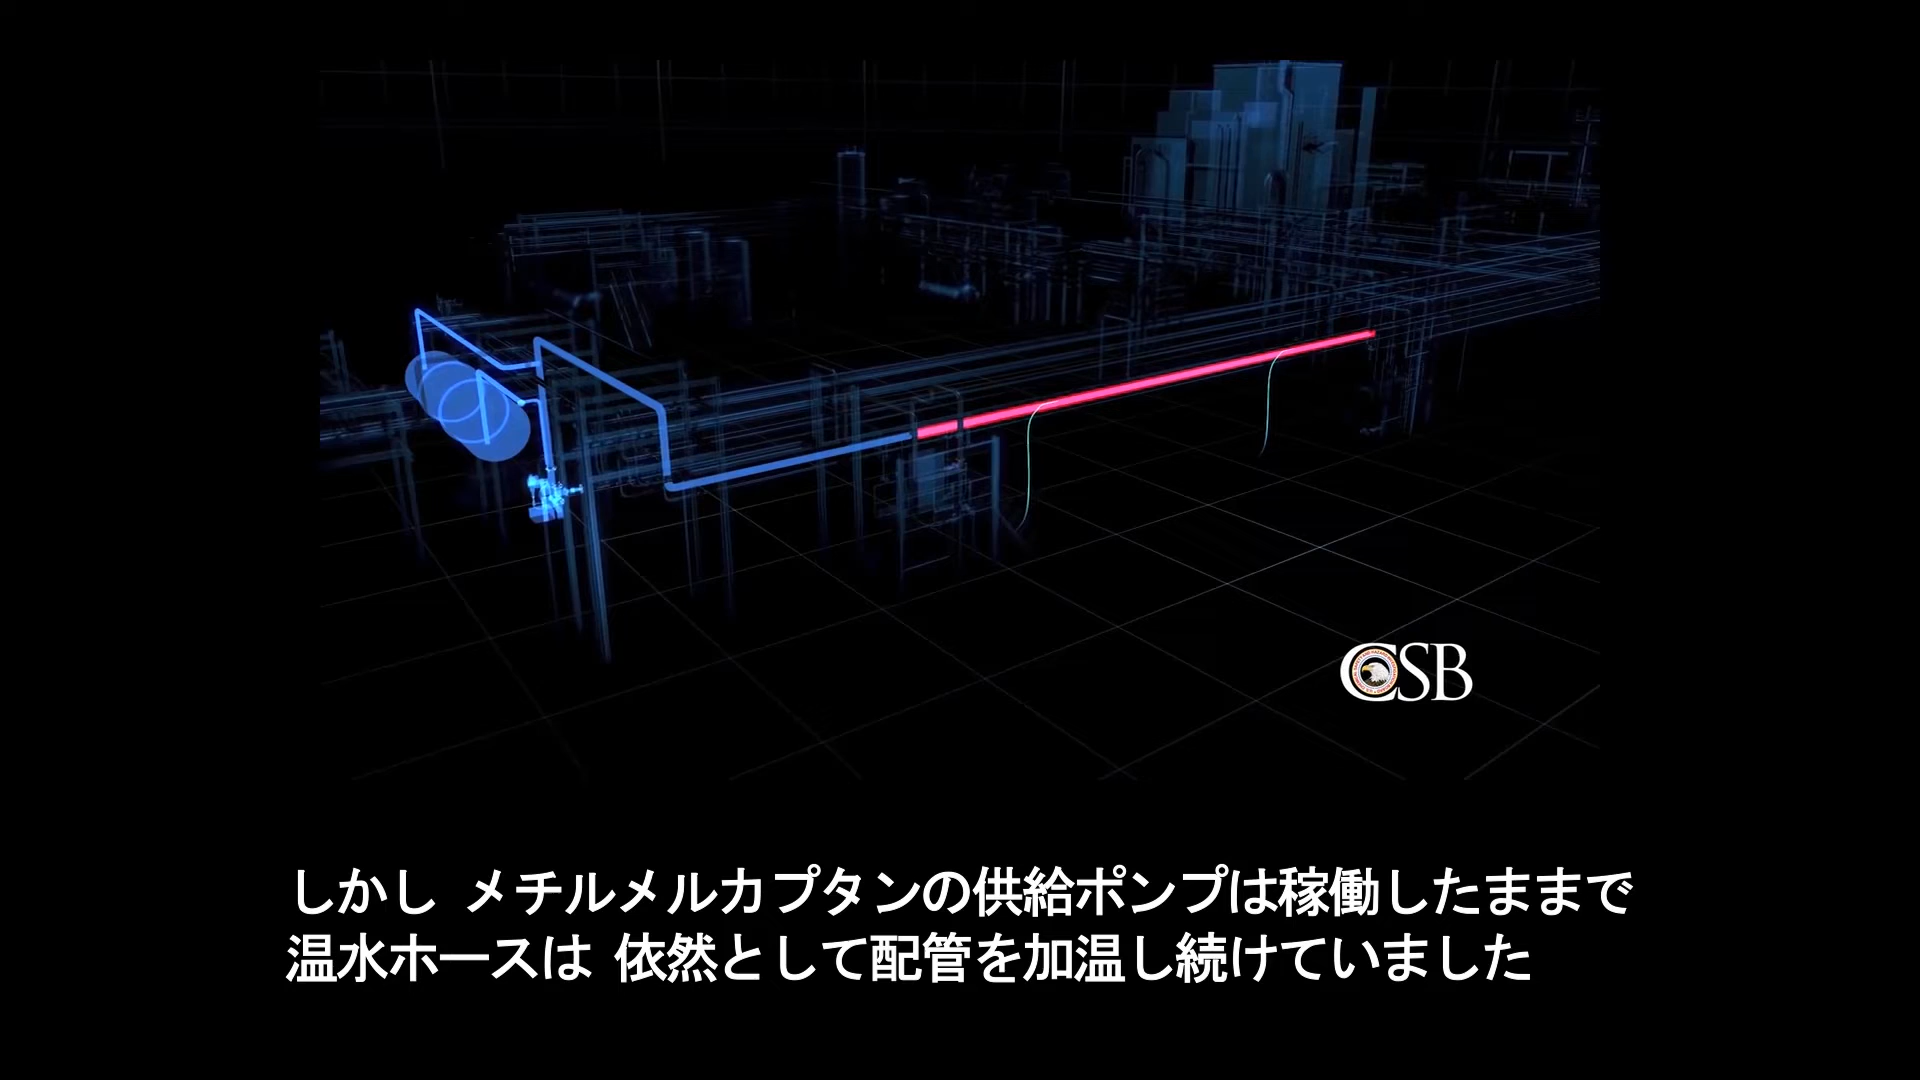 CSB
しかし メチルメルカプタンの供給ポンプは稼働したままで
温水ホースは 依然として配管を加温し続けていました